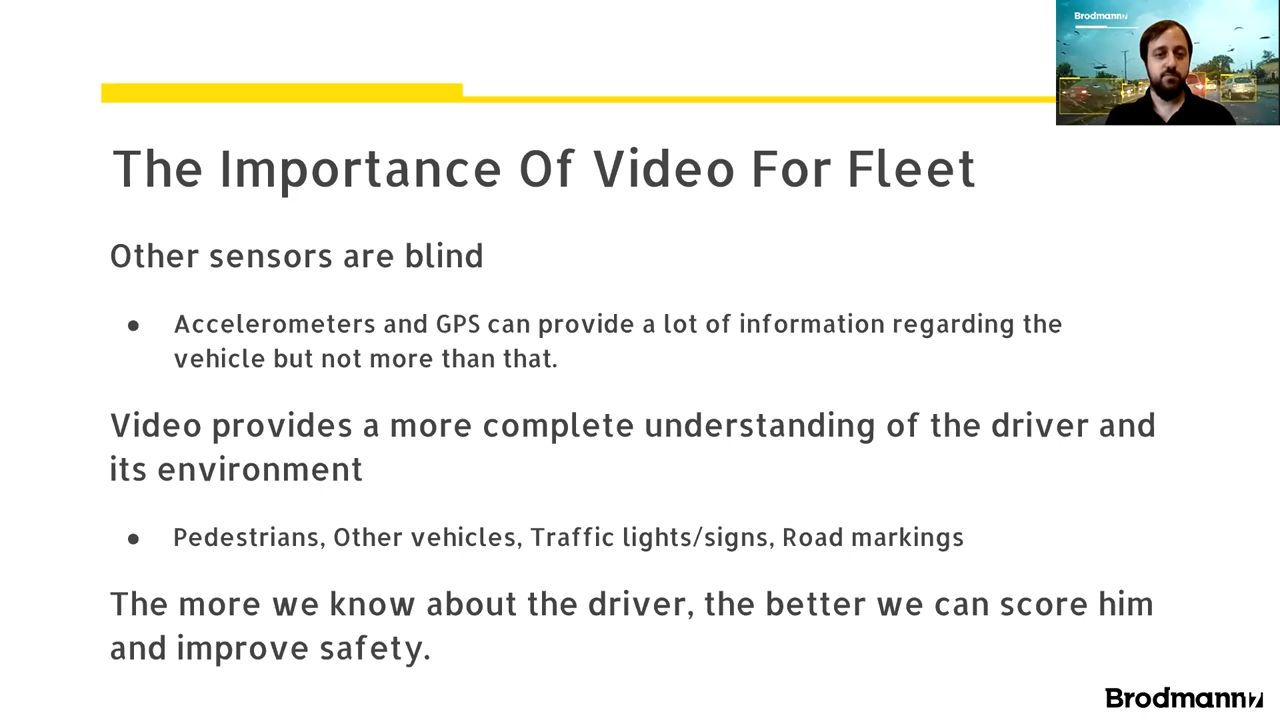 Brodmann17
The Importance Of Video For Fleet
Other sensors are blind
● Accelerometers and GPS can provide a lot of information regarding the
vehicle but not more than that.
Video provides a more complete understanding of the driver and
its environment
● Pedestrians, Other vehicles, Traffic lights/signs, Road markings
The more we know about the driver, the better we can score him
and improve safety.
Brodmann17